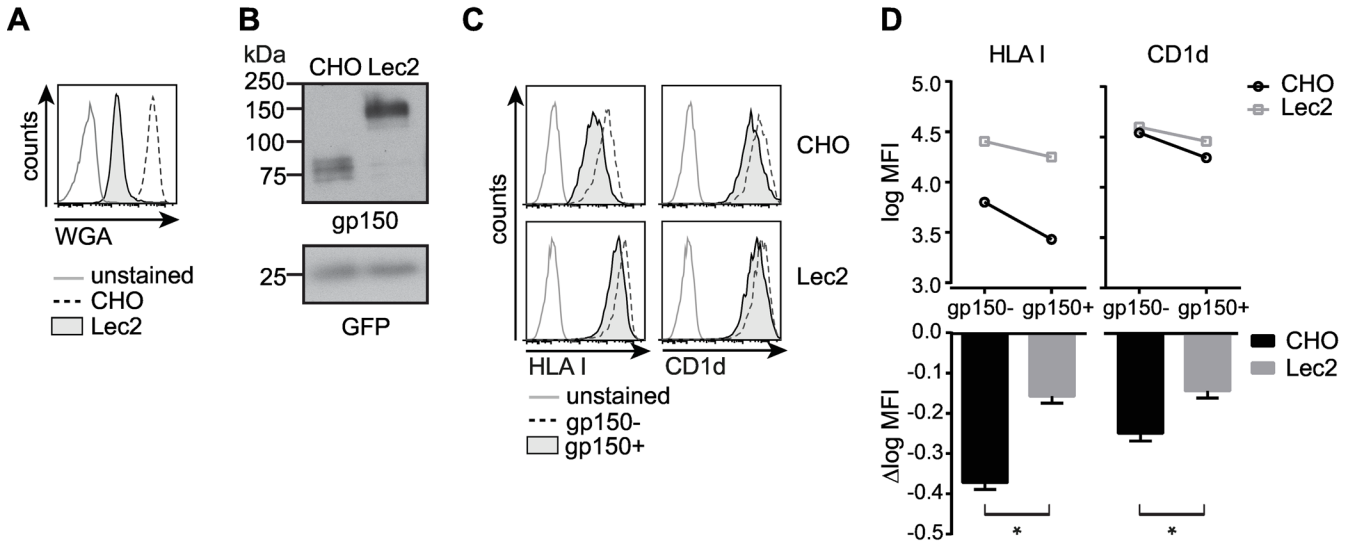 A
counts
WGA
unstained
CHO
Lec2
B
kDa
CHO Lec2
250
150
100
75
gp150
25
GFP
C
counts
CHO
Lec2
HLA I
CD1d
unstained
gp150-
gp150+
D
HLA I
CD1d
CHO
Lec2
log MFI
5.0
4.5
4.0
3.5
3.0
gp150- gp150+
gp150- gp150+
ΔlogMFI
0.0
-0.1
-0.2
-0.3
-0.4
-0.5
CHO
Lec2
*
*